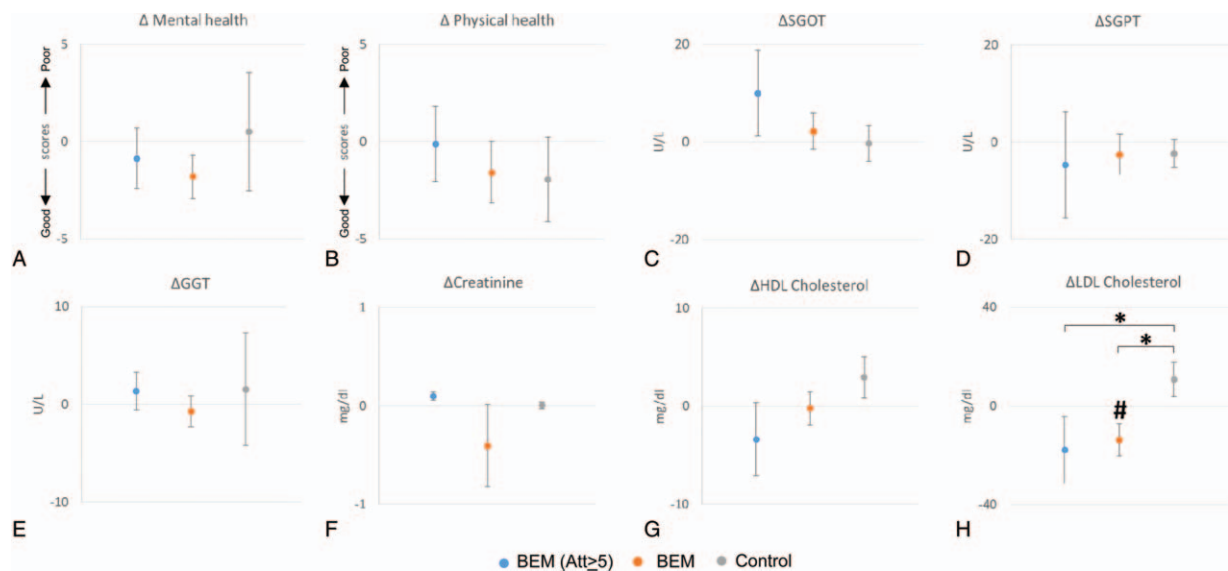 Δ Mental health
5
0
-5
Poor
scores
Good
A
Δ Physical health
5
0
-5
Poor
scores
Good
B
ΔSGOT
20
0
-20
U/L
C
ΔSGPT
20
0
-20
U/L
D
ΔGGT
10
0
-10
U/L
E
ΔCreatinine
1
0
-1
mg/dl
F
ΔHDL Cholesterol
10
0
-10
mg/dl
G
ΔLDL Cholesterol
40
0
-40
mg/dl
*
*
#
H
BEM (Att≥5) BEM Control